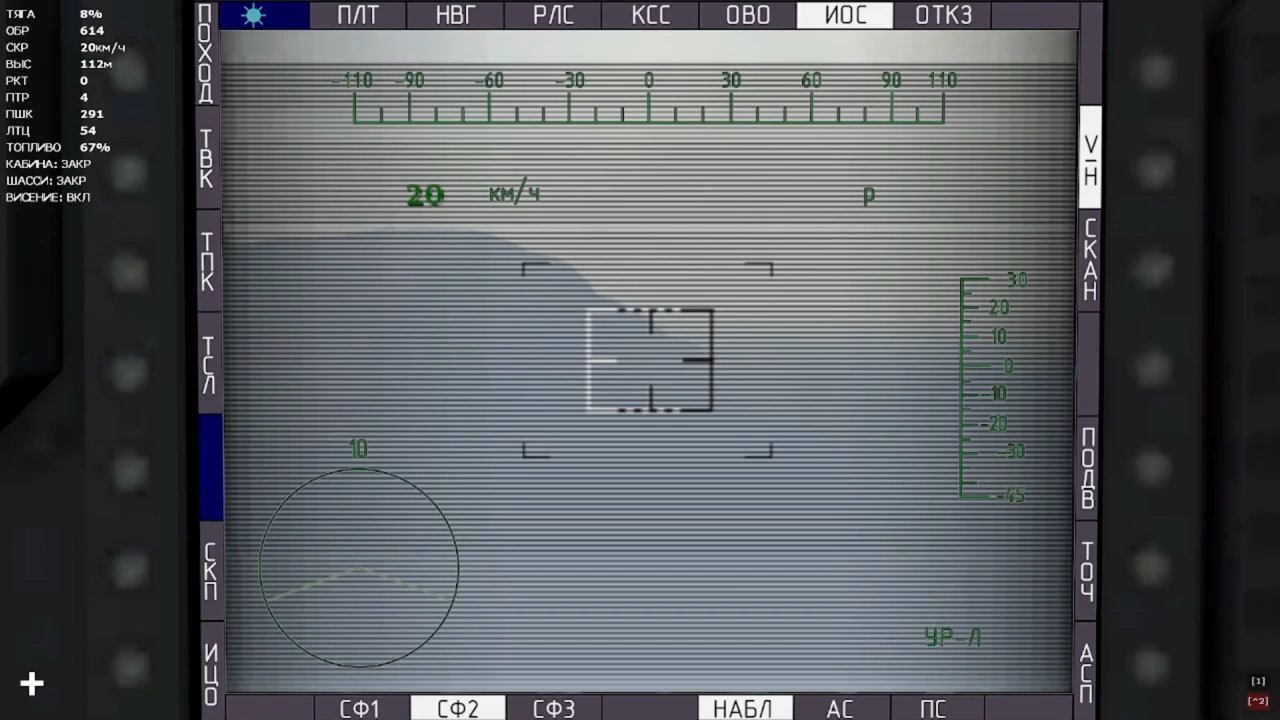 ТЯГА 8%
ОБР 614
СКР 20км/ч
ВЫС 112м
РКТ 0
ПТР 4
ПШК 291
ЛТЦ 54
ТОПЛИВО 67%
КАБИНА: ЗАКР
ШАССИ: ЗАКР
ВИСЕНИЕ: ВКЛ
ПЛТ НВГ РЛС КСС ОВО ИОС ОТКЗ
ПОХОД
ТВК
ТПК
ТСЛ
СКП
ИЦО
-110 -90 -60 -30 0 30 60 90 110
20 км/ч Р
30
20
10
0
-10
-20
-30
-45
10
УР-Л
V/Н
СКАН
ПОДВ
ТОЧ
АСП
СФ1 СФ2 СФ3 НАБЛ АС ПС
[1]
[^2]